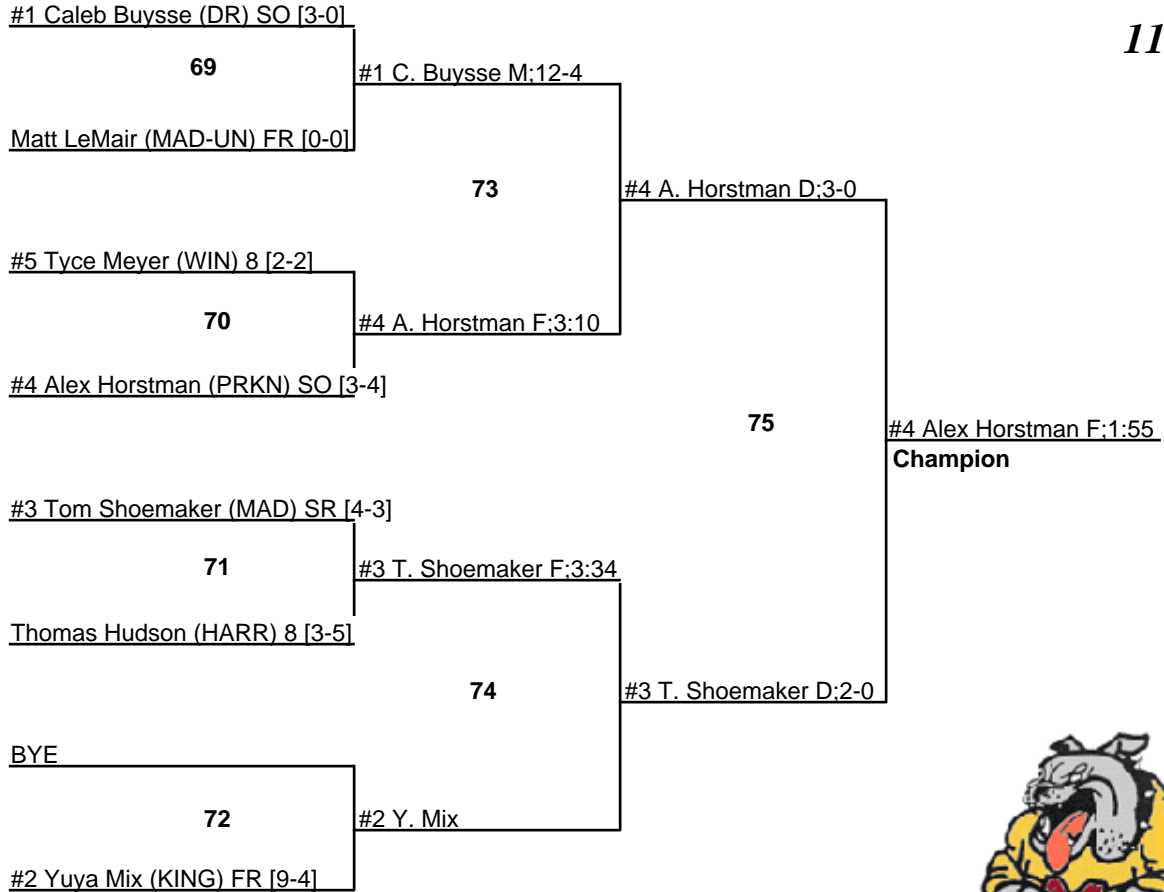 #1 Caleb Buysse (DR) SO [3-0]
11
69
#1 C. Buysse M;12-4
Matt LeMair (MAD-UN) FR [0-0]
73
#4 A. Horstman D;3-0
#5 Tyce Meyer (WIN) 8 [2-2]
70
#4 A. Horstman F;3:10
#4 Alex Horstman (PRKN) SO [3-4]
75
#4 Alex Horstman F;1:55
Champion
#3 Tom Shoemaker (MAD) SR [4-3]
71
#3 T. Shoemaker F;3:34
Thomas Hudson (HARR) 8 [3-5]
74
#3 T. Shoemaker D;2-0
BYE
72
#2 Y. Mix
#2 Yuya Mix (KING) FR [9-4]